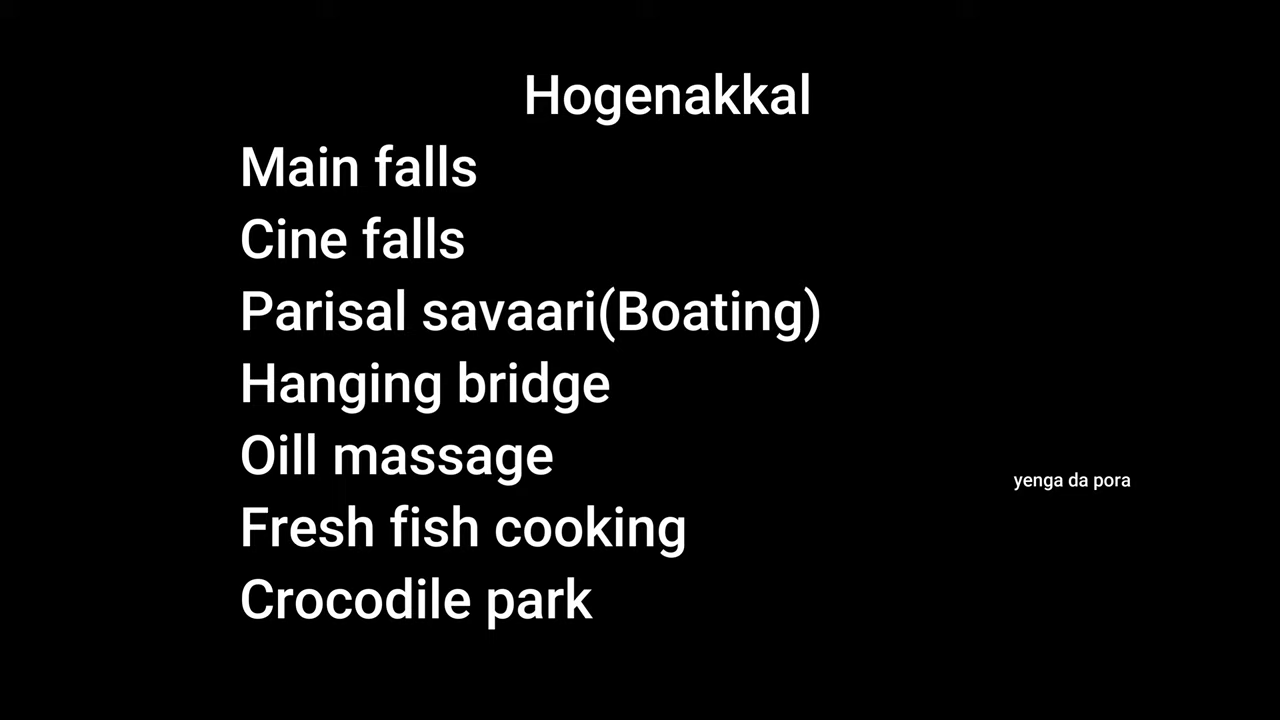 Hogenakkal
Main falls
Cine falls
Parisal savaari(Boating)
Hanging bridge
Oill massage
yenga da pora
Fresh fish cooking
Crocodile park